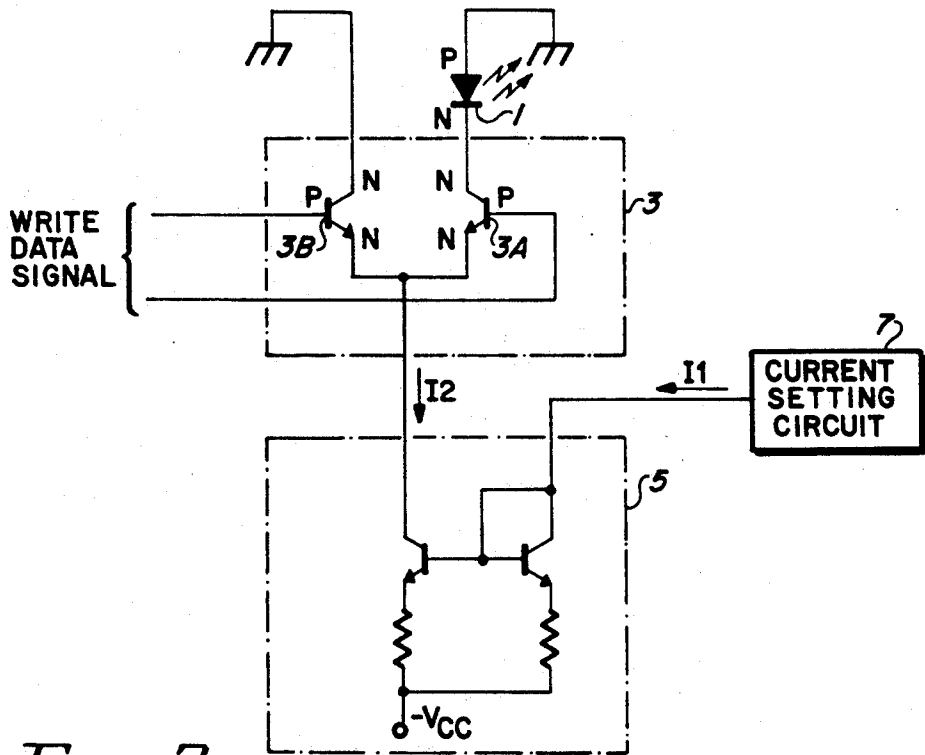 P
N
1
P N N P
3B N N 3A
3
WRITE
DATA
SIGNAL
I2
I1
7
CURRENT
SETTING
CIRCUIT
5
-VCC